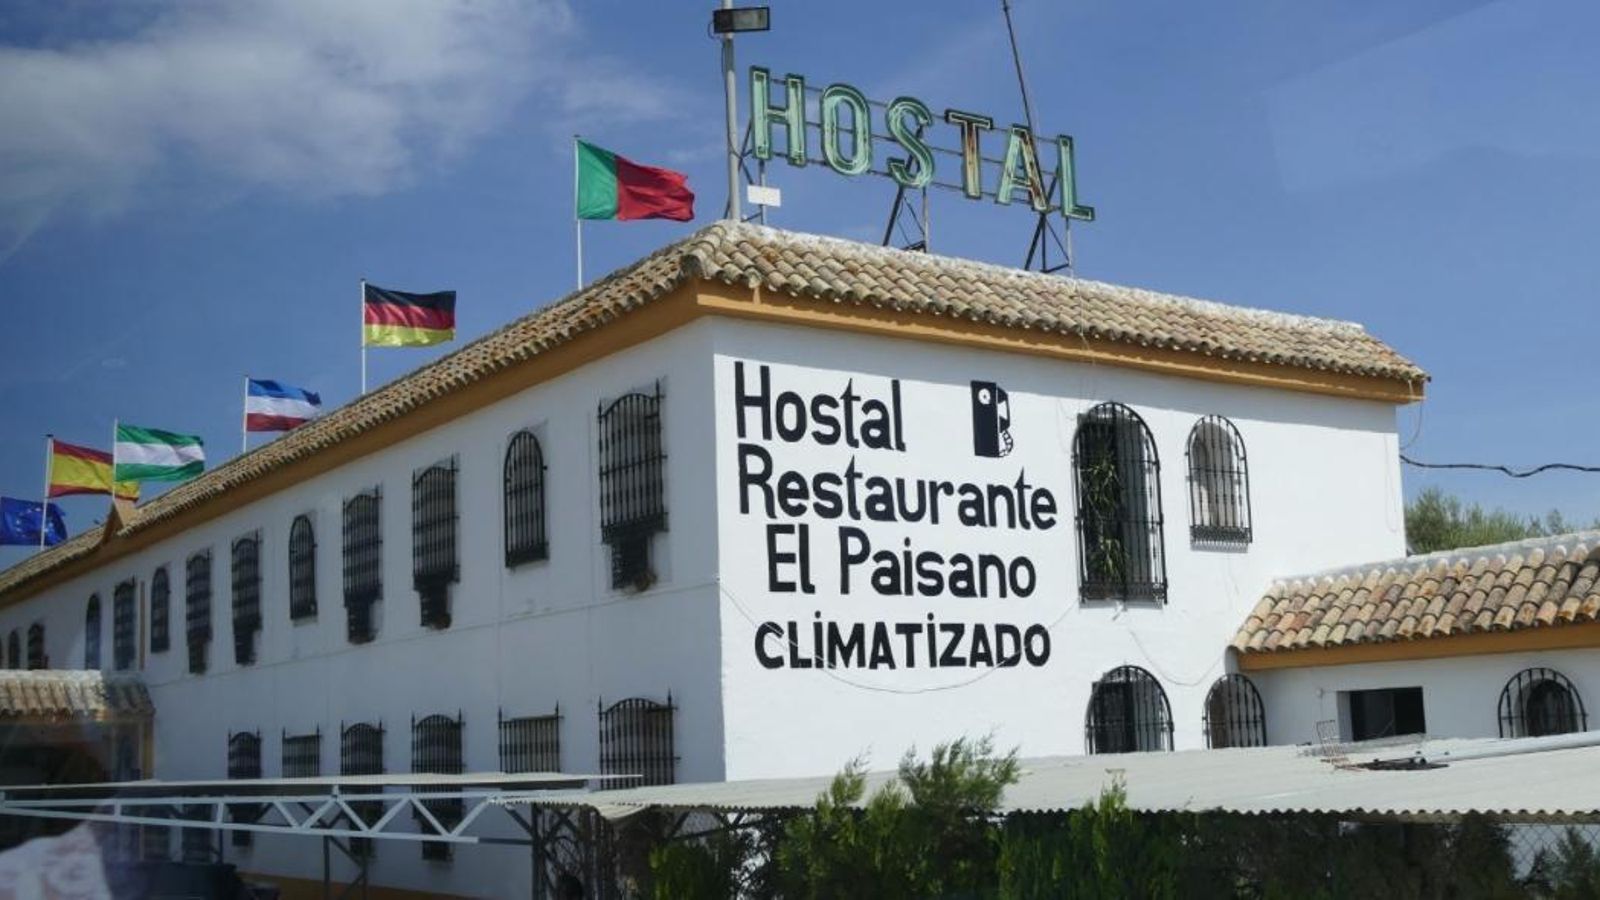 HOSTAL
Hostal
Restaurante
El Paisano
CLIMATIZADO